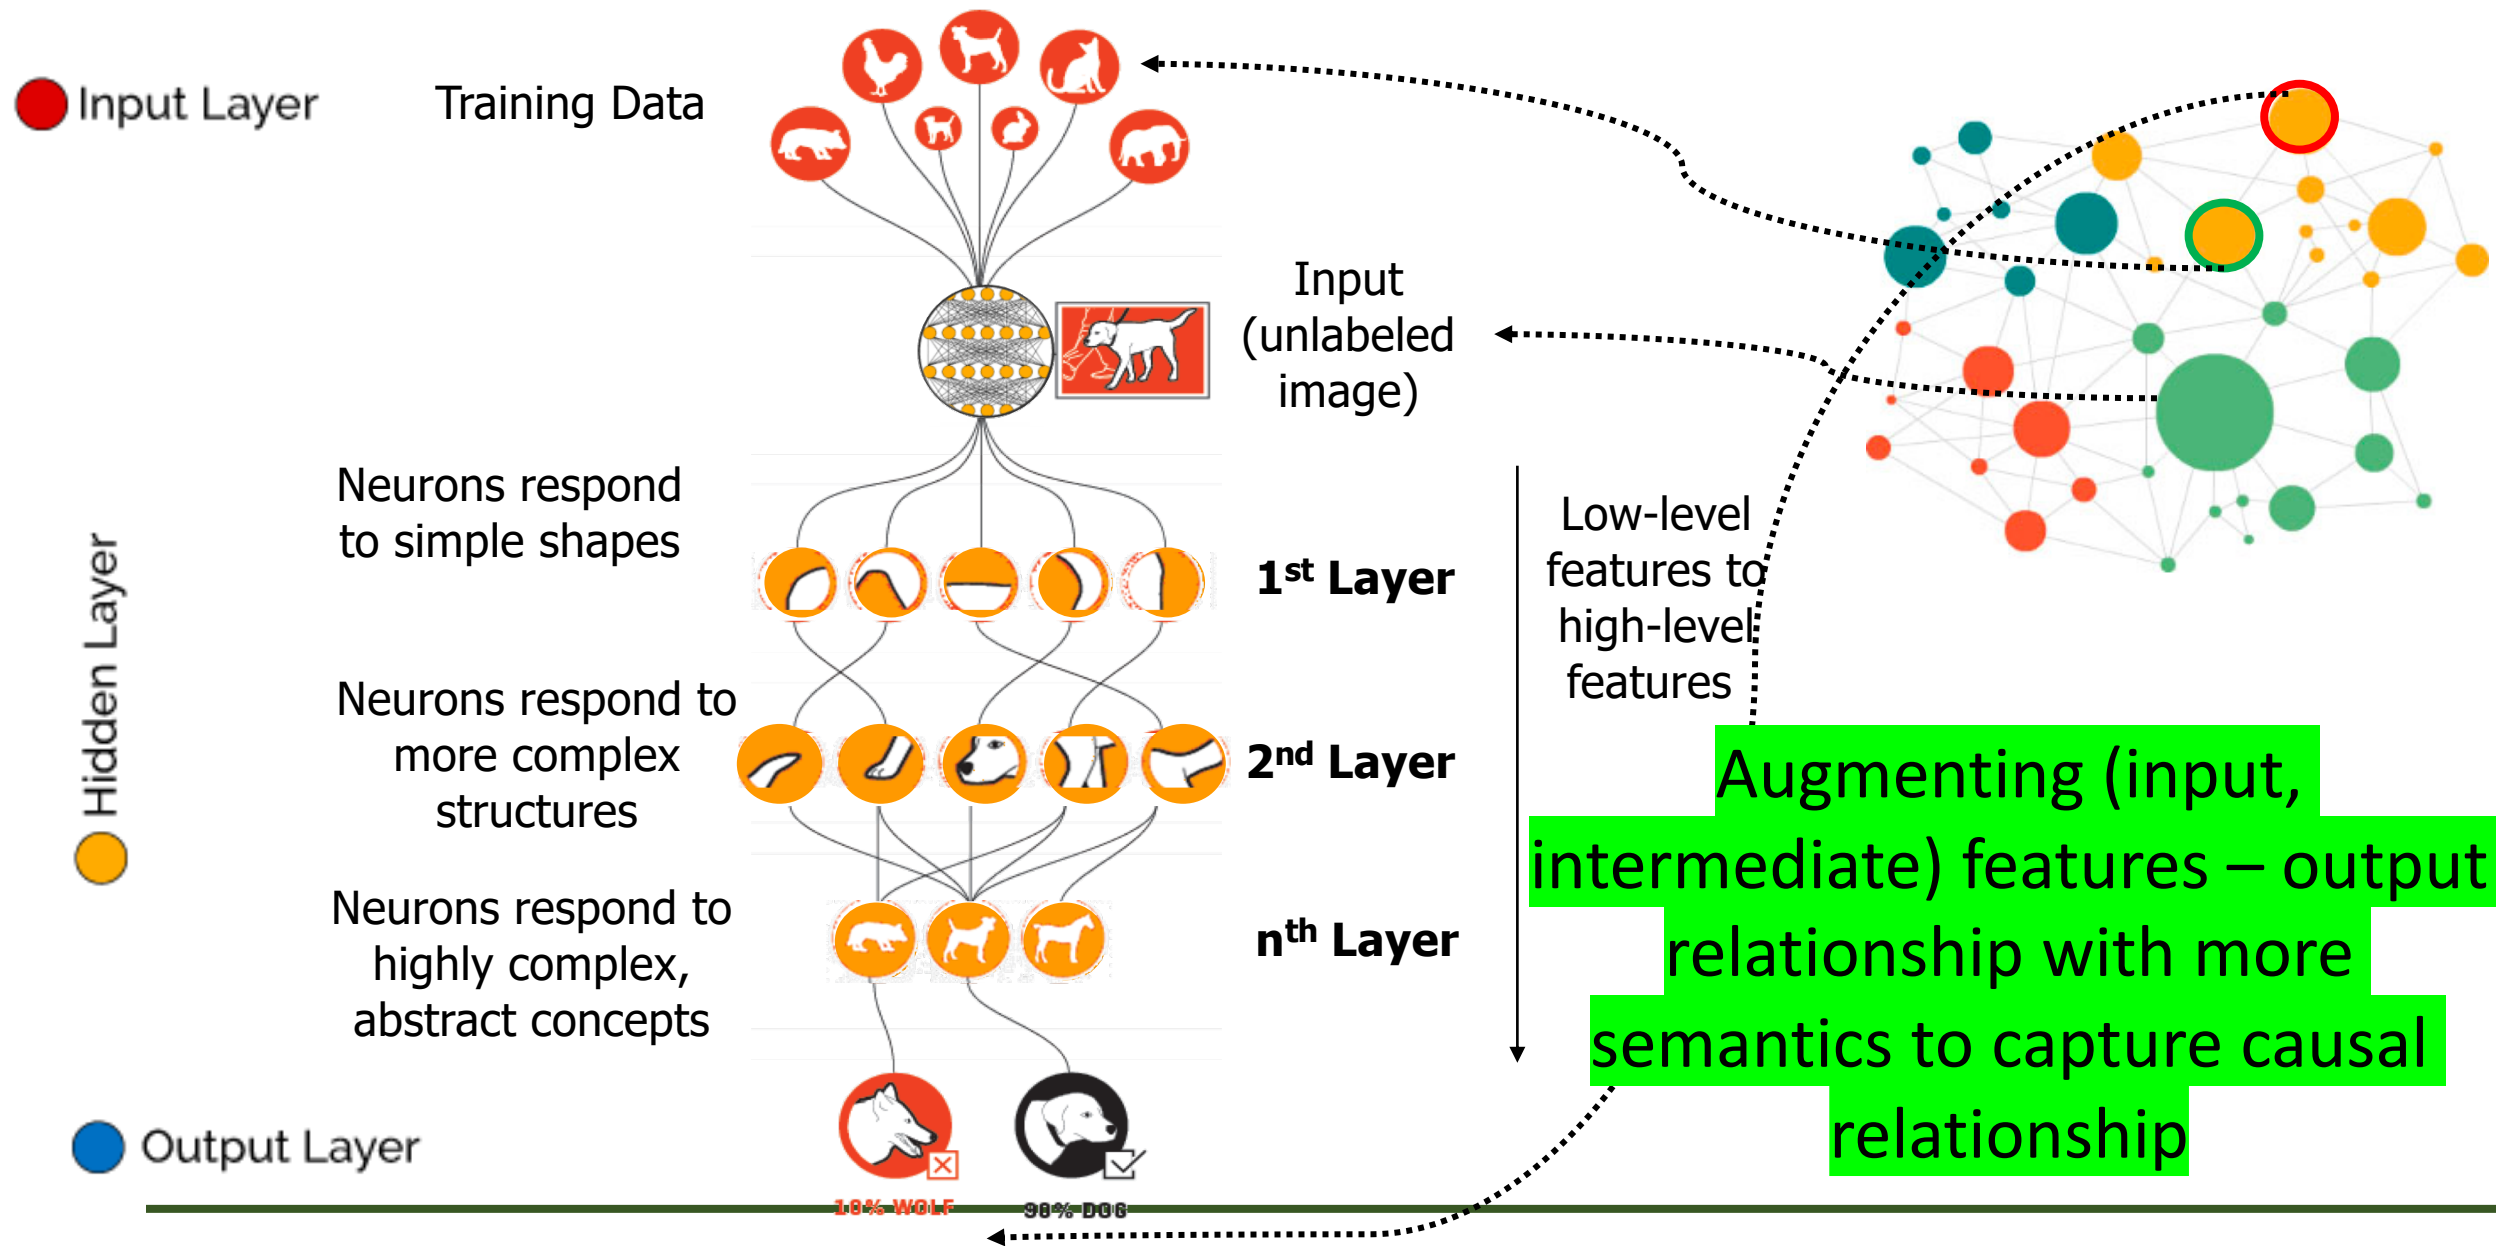 Input Layer
Training Data
Input
(unlabeled
image)
Neurons respond
to simple shapes
1st Layer
Low-level
features to
high-level
features
Hidden Layer
Neurons respond to
more complex
structures
2nd Layer
Augmenting (input,
intermediate) features – output
relationship with more
semantics to capture causal
relationship
Neurons respond to
highly complex,
abstract concepts
nth Layer
Output Layer
10% WOLF
90% DOG